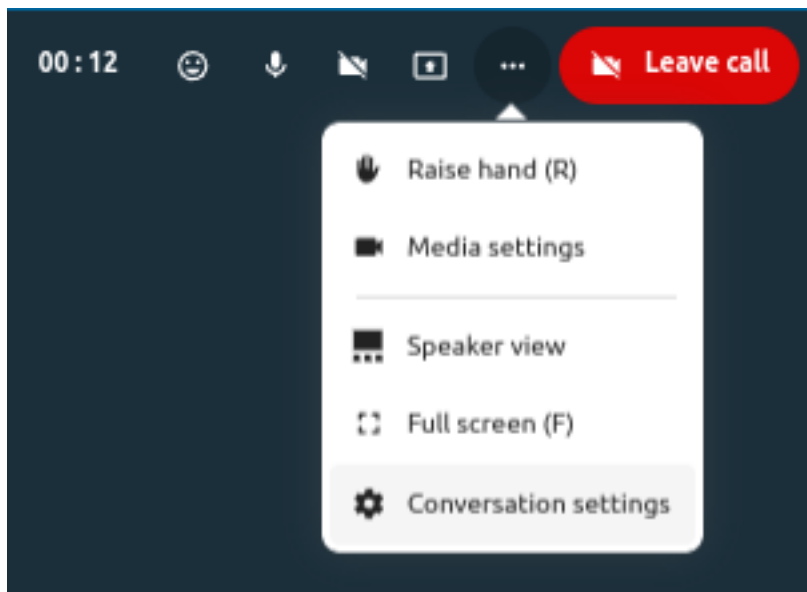 00 : 12 Leave call
Raise hand (R)
Media settings
Speaker view
Full screen (F)
Conversation settings